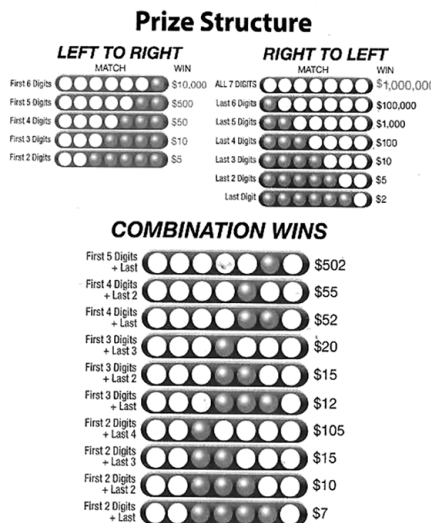 Prize Structure
LEFT TO RIGHT
MATCH WIN
First 6 Digits $10,000
First 5 Digits $500
First 4 Digits $50
First 3 Digits $10
First 2 Digits $5
RIGHT TO LEFT
MATCH WIN
ALL 7 DIGITS $1,000,000
Last 6 Digits $100,000
Last 5 Digits $1,000
Last 4 Digits $100
Last 3 Digits $10
Last 2 Digits $5
Last Digit $2
COMBINATION WINS
First 5 Digits
+ Last $502
First 4 Digits
+ Last 2 $55
First 4 Digits
+ Last $52
First 3 Digits
+ Last 3 $20
First 3 Digits
+ Last 2 $15
First 3 Digits
+ Last $12
First 2 Digits
+ Last 4 $105
First 2 Digits
+ Last 3 $15
First 2 Digits
+ Last 2 $10
First 2 Digits
+ Last $7